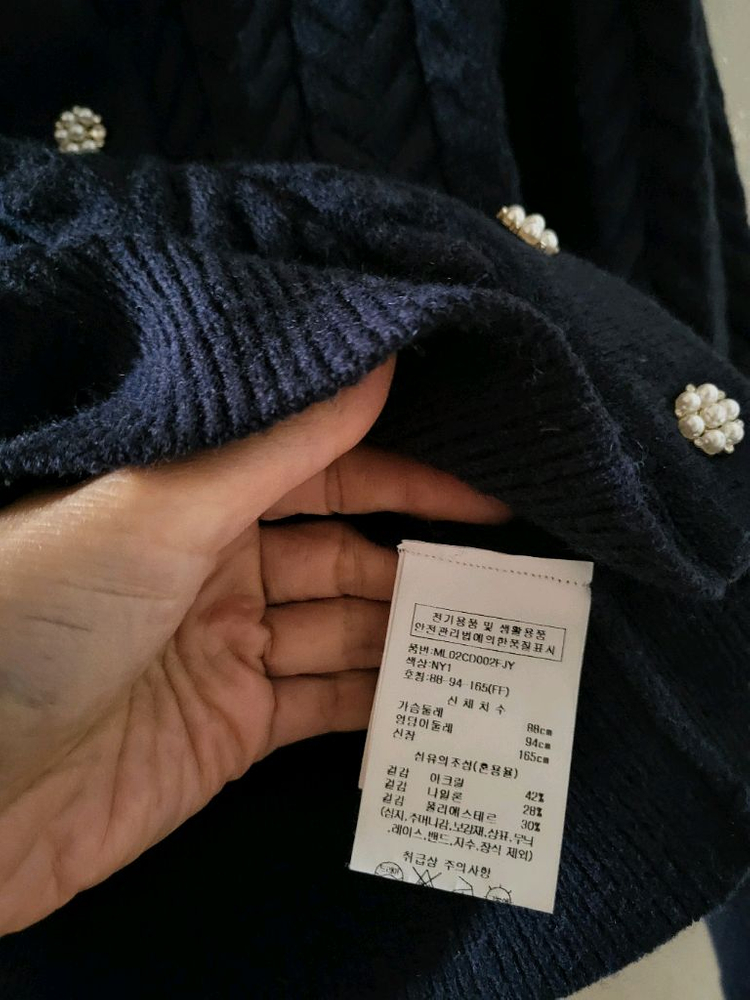 전기용품 및 생활용품
안전관리법에의한품질표시
품번:ML02CD002FJY
색상:NY1
호칭:88-94-165(FF)
신체치수
가슴둘레 88cm
엉덩이둘레 94cm
신장 165cm
섬유의조성(혼용율)
겉감 아크릴 42%
겉감 나일론 28%
겉감 폴리에스테르 30%
(심지,주머니감,보강재,상표,무늬
,레이스,밴드,자수,장식 제외)
취급상 주의사항